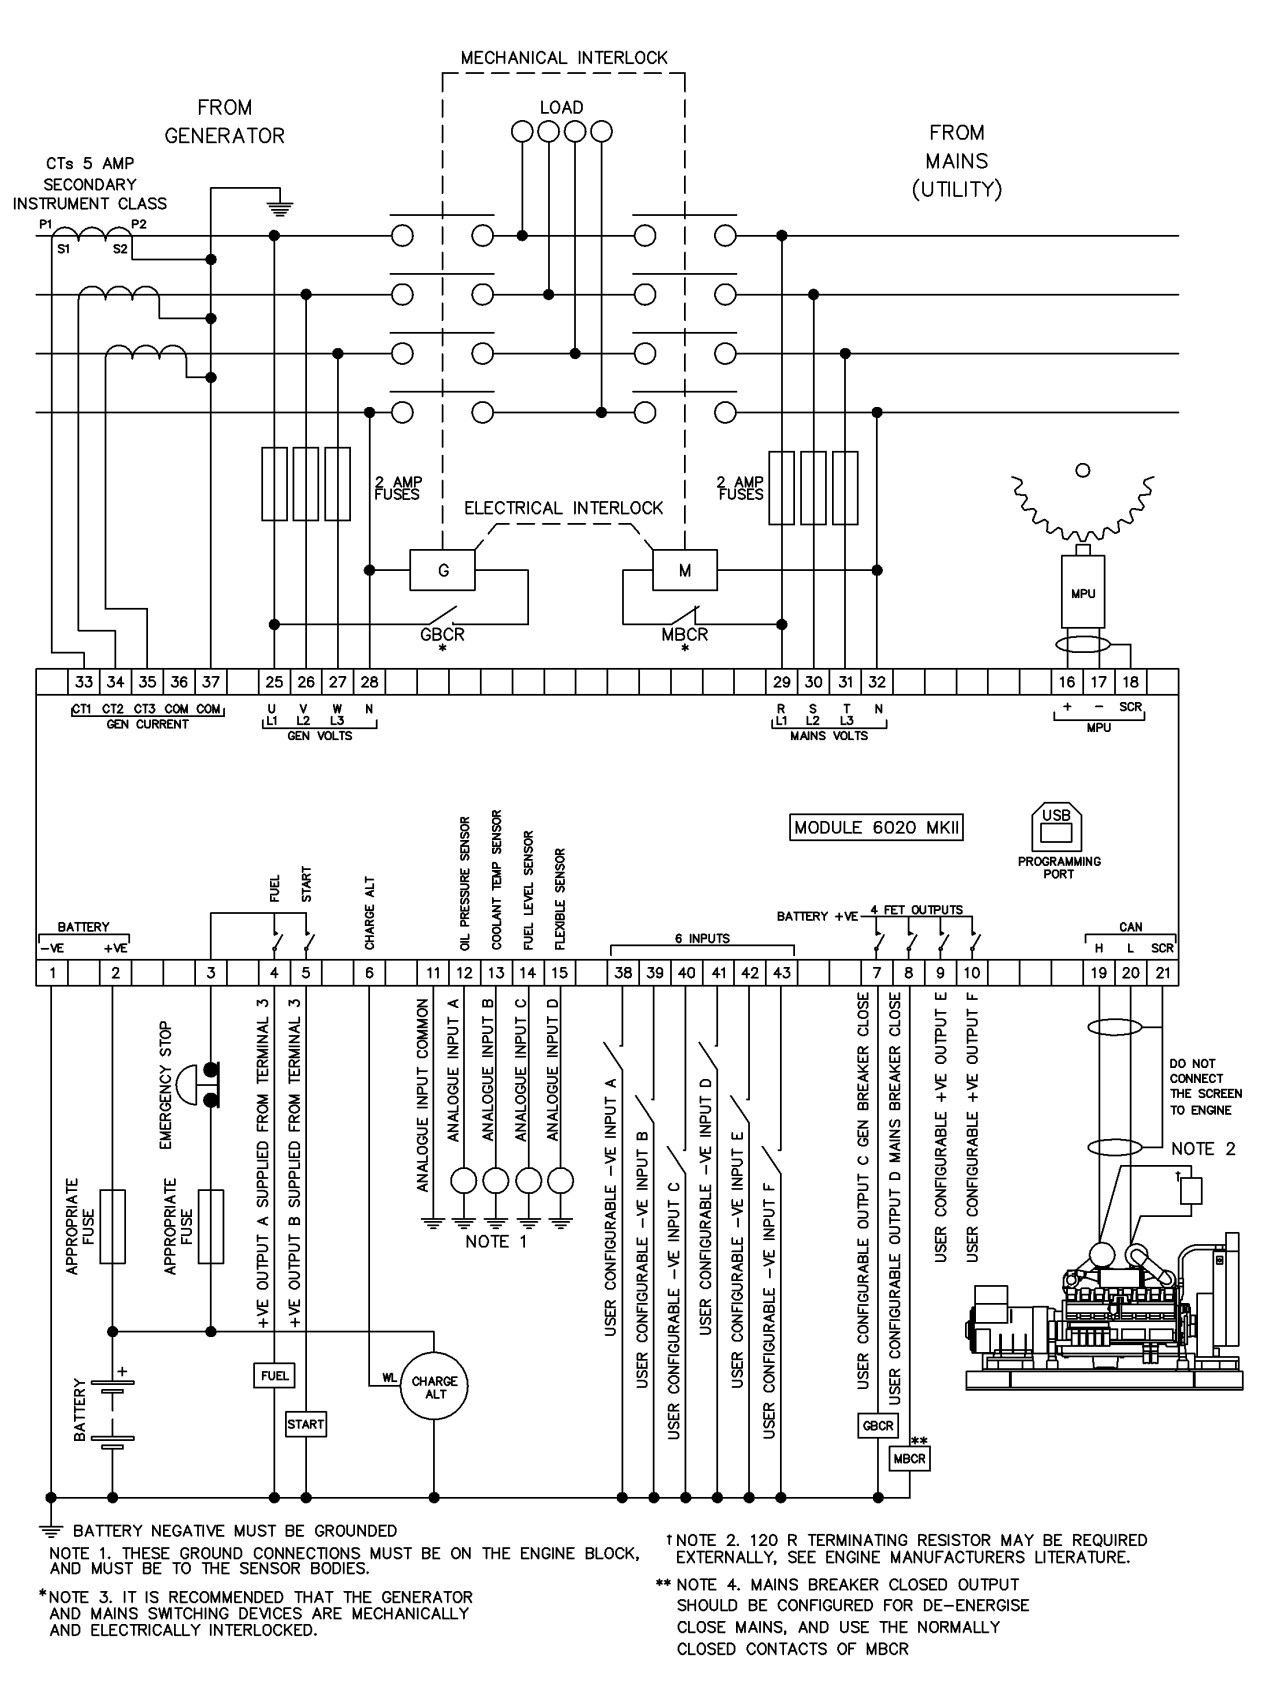 MECHANICAL INTERLOCK
FROM
GENERATOR
LOAD
FROM
MAINS
(UTILITY)
CTs 5 AMP
SECONDARY
INSTRUMENT CLASS
P1 P2
S1 S2
2 AMP
FUSES
2 AMP
FUSES
ELECTRICAL INTERLOCK
G
M
MPU
GBCR
*
MBCR
*
33 34 35 36 37 25 26 27 28 29 30 31 32 16 17 18
CT1 CT2 CT3 COM COM
GEN CURRENT
U V W N
L1 L2 L3
GEN VOLTS
R S T N
L1 L2 L3
MAINS VOLTS
+ - SCR
MPU
MODULE 6020 MKII
USB
PROGRAMMING
PORT
FUEL
START
CHARGE ALT
OIL PRESSURE SENSOR
COOLANT TEMP SENSOR
FUEL LEVEL SENSOR
FLEXIBLE SENSOR
BATTERY
-VE +VE
6 INPUTS
BATTERY +VE
4 FET OUTPUTS
CAN
H L SCR
1 2 3 4 5 6 11 12 13 14 15 38 39 40 41 42 43 7 8 9 10 19 20 21
EMERGENCY STOP
APPROPRIATE
FUSE
APPROPRIATE
FUSE
+VE OUTPUT A SUPPLIED FROM TERMINAL 3
+VE OUTPUT B SUPPLIED FROM TERMINAL 3
ANALOGUE INPUT COMMON
ANALOGUE INPUT A
ANALOGUE INPUT B
ANALOGUE INPUT C
ANALOGUE INPUT D
NOTE 1
USER CONFIGURABLE -VE INPUT A
USER CONFIGURABLE -VE INPUT B
USER CONFIGURABLE -VE INPUT C
USER CONFIGURABLE -VE INPUT D
USER CONFIGURABLE -VE INPUT E
USER CONFIGURABLE -VE INPUT F
USER CONFIGURABLE OUTPUT C GEN BREAKER CLOSE
USER CONFIGURABLE OUTPUT D MAINS BREAKER CLOSE
USER CONFIGURABLE +VE OUTPUT E
USER CONFIGURABLE +VE OUTPUT F
DO NOT
CONNECT
THE SCREEN
TO ENGINE
NOTE 2
†
BATTERY
+
FUEL
START
WL
CHARGE
ALT
GBCR
**
MBCR
BATTERY NEGATIVE MUST BE GROUNDED
NOTE 1. THESE GROUND CONNECTIONS MUST BE ON THE ENGINE BLOCK,
AND MUST BE TO THE SENSOR BODIES.
*NOTE 3. IT IS RECOMMENDED THAT THE GENERATOR
AND MAINS SWITCHING DEVICES ARE MECHANICALLY
AND ELECTRICALLY INTERLOCKED.
†NOTE 2. 120 R TERMINATING RESISTOR MAY BE REQUIRED
EXTERNALLY, SEE ENGINE MANUFACTURERS LITERATURE.
** NOTE 4. MAINS BREAKER CLOSED OUTPUT
SHOULD BE CONFIGURED FOR DE-ENERGISE
CLOSE MAINS, AND USE THE NORMALLY
CLOSED CONTACTS OF MBCR